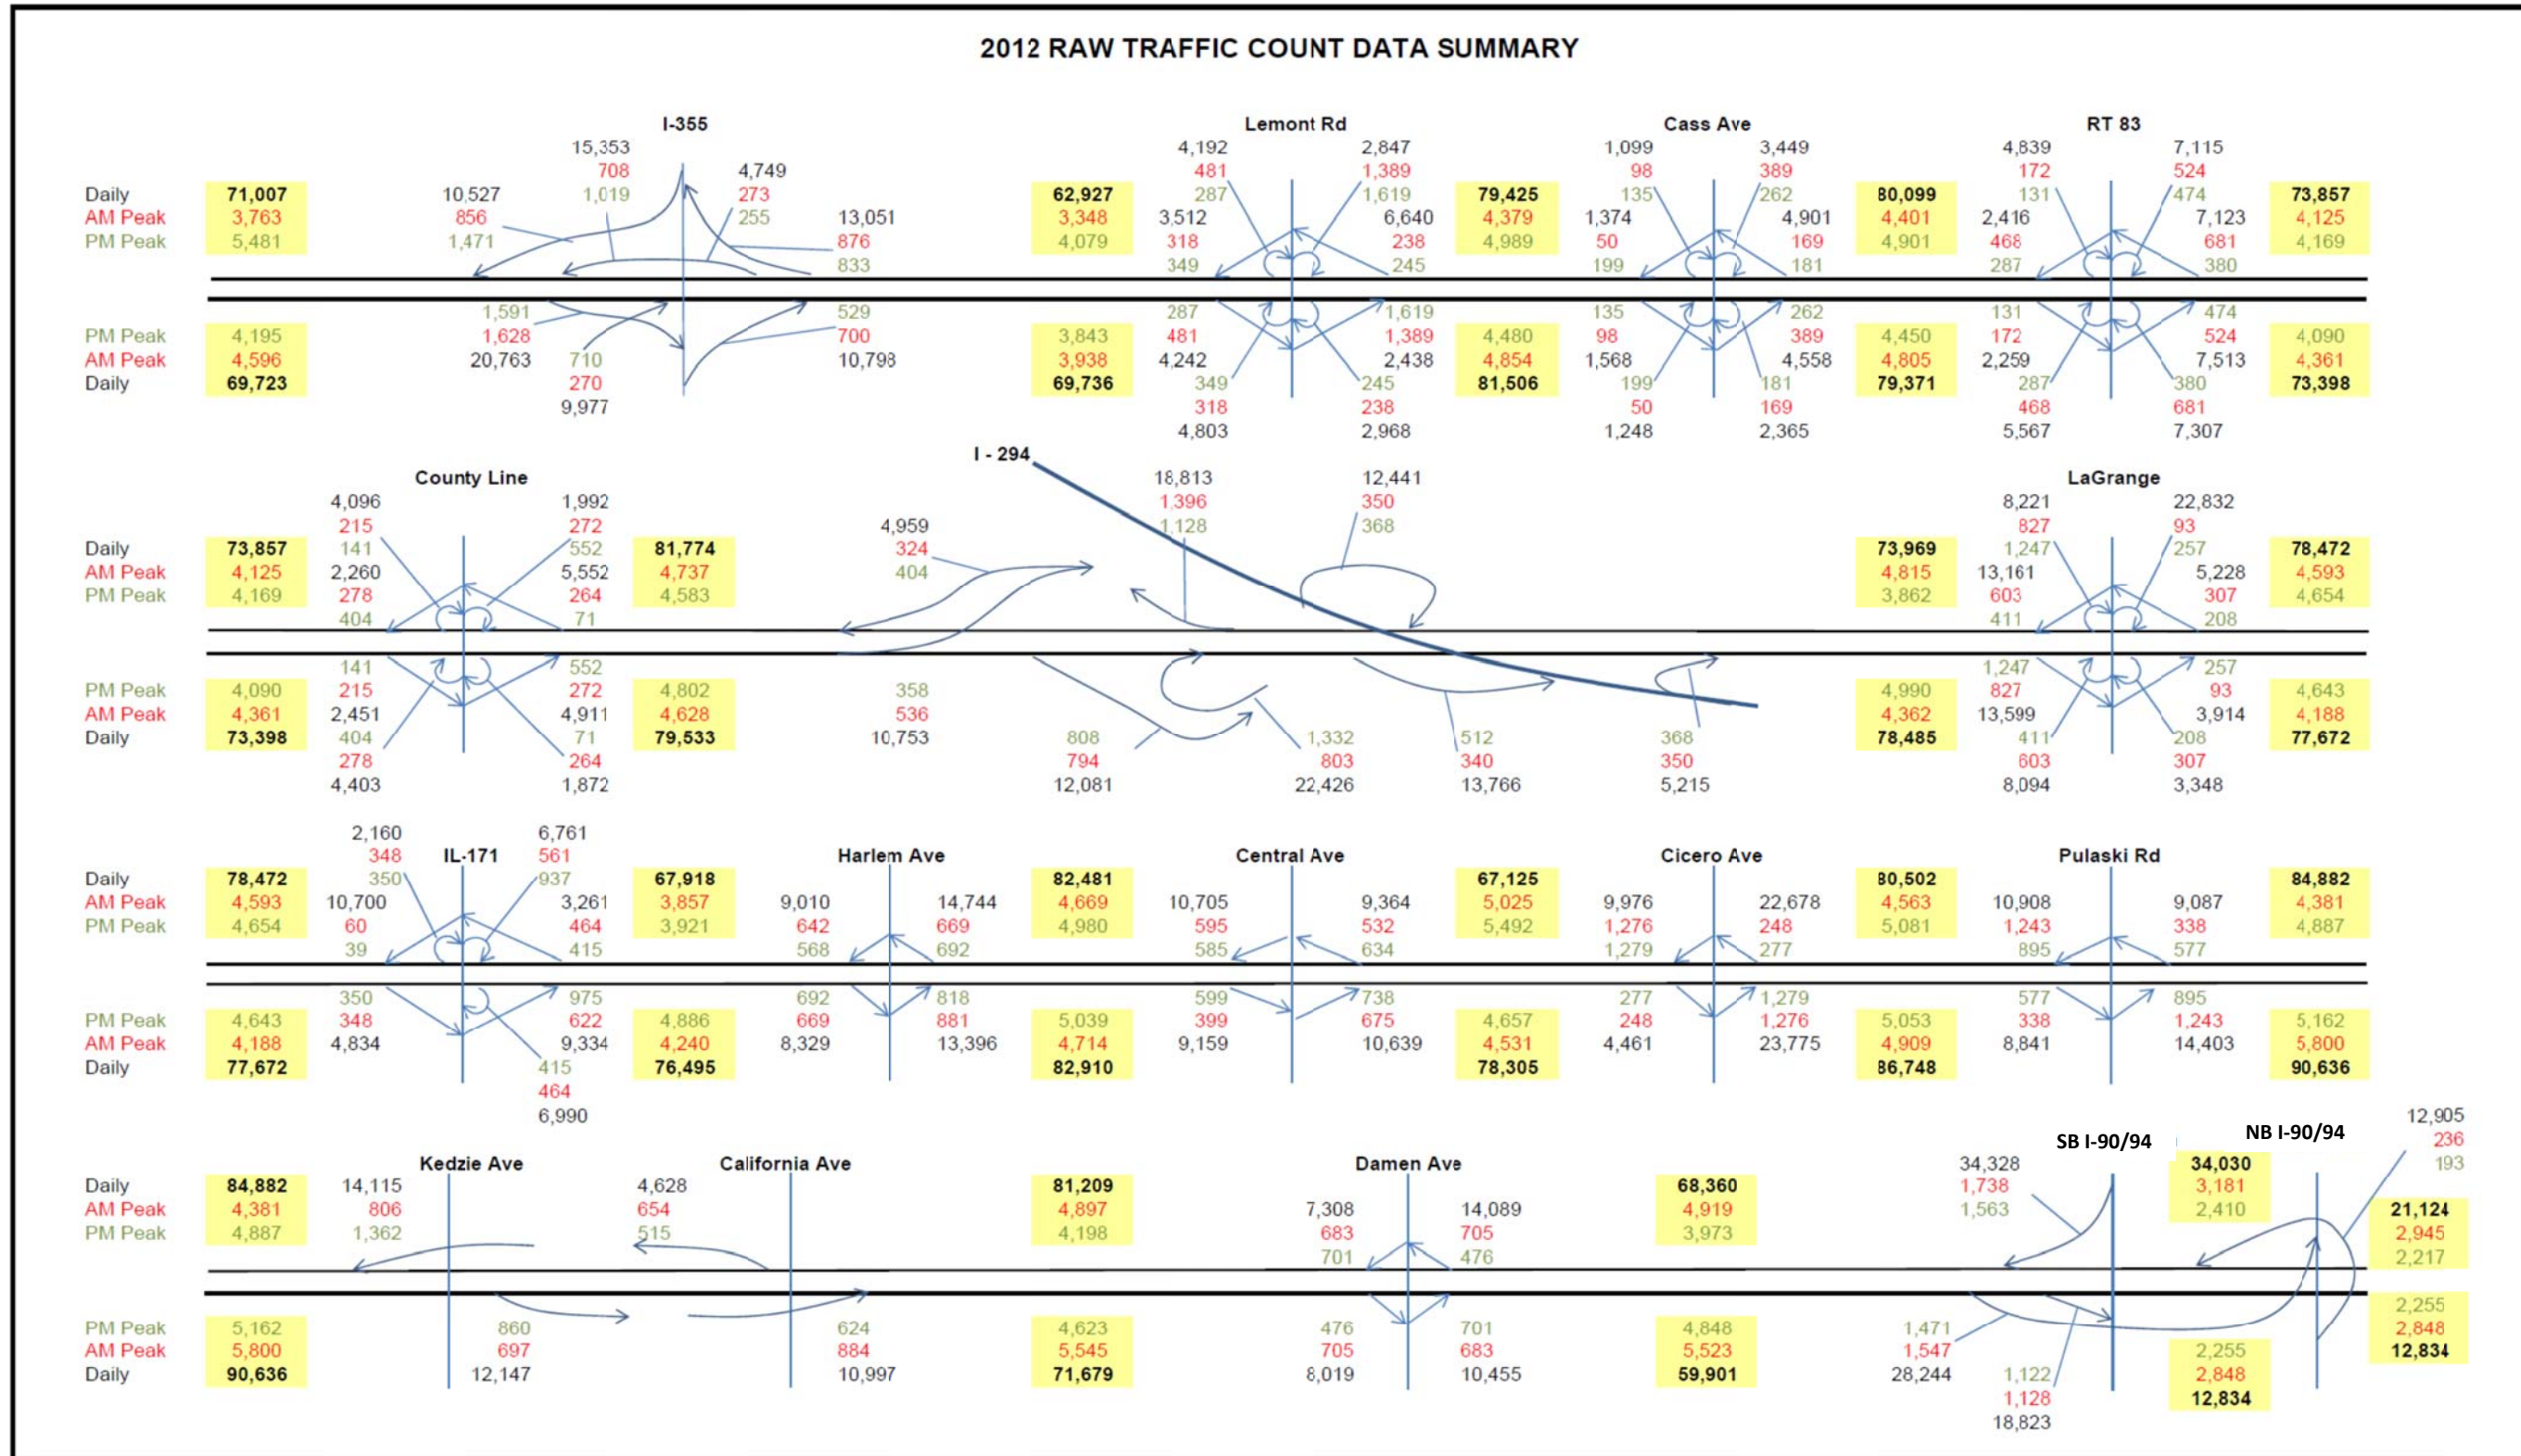 2012 RAW TRAFFIC COUNT DATA SUMMARY
I-355 Lemont Rd Cass Ave RT 83
15,353 4,192 2,847 1,099 3,449 4,839 7,115
708 4,749 481 1,389 98 389 172 524
Daily 71,007 10,527 1,019 273 62,927 287 1,619 79,425 135 262 80,099 131 474 73,857
AM Peak 3,763 856 255 13,051 3,348 3,512 6,640 4,379 1,374 4,901 4,401 2,416 7,123 4,125
PM Peak 5,481 1,471 876 4,079 318 238 4,989 50 169 4,901 468 681 4,169
833 349 245 199 181 287 380
1,591 529 287 1,619 135 262 131 474
PM Peak 4,195 1,628 700 3,843 481 1,389 4,480 98 389 4,450 172 524 4,090
AM Peak 4,596 20,763 710 10,798 3,938 4,242 2,438 4,854 1,568 4,558 4,805 2,259 7,513 4,361
Daily 69,723 270 69,736 349 245 81,506 199 181 79,371 287 380 73,398
9,977 318 238 50 169 468 681
4,803 2,968 1,248 2,365 5,567 7,307
I - 294
County Line 18,813 12,441 LaGrange
4,096 1,992 1,396 350 8,221 22,832
215 272 4,959 1,128 368 827 93
Daily 73,857 141 552 81,774 324 73,969 1,247 257 78,472
AM Peak 4,125 2,260 5,552 4,737 404 4,815 13,161 5,228 4,593
PM Peak 4,169 278 264 4,583 3,862 603 307 4,654
404 71 411 208
141 552 1,247 257
PM Peak 4,090 215 272 4,802 358 4,990 827 93 4,643
AM Peak 4,361 2,451 4,911 4,628 536 4,362 13,599 3,914 4,188
Daily 73,398 404 71 79,533 10,753 808 1,332 512 368 78,485 411 208 77,672
278 264 794 803 340 350 603 307
4,403 1,872 12,081 22,426 13,766 5,215 8,094 3,348
2,160 6,761
348 IL-171 561 Harlem Ave Central Ave Cicero Ave Pulaski Rd
Daily 78,472 350 937 67,918 82,481 67,125 80,502 84,882
AM Peak 4,593 10,700 3,261 3,857 9,010 14,744 4,669 10,705 9,364 5,025 9,976 22,678 4,563 10,908 9,087 4,381
PM Peak 4,654 60 464 3,921 642 669 4,980 595 532 5,492 1,276 248 5,081 1,243 338 4,887
39 415 568 692 585 634 1,279 277 895 577
350 975 692 818 599 738 277 1,279 577 895
PM Peak 4,643 348 622 4,886 669 881 5,039 399 675 4,657 248 1,276 5,053 338 1,243 5,162
AM Peak 4,188 4,834 9,334 4,240 8,329 13,396 4,714 9,159 10,639 4,531 4,461 23,775 4,909 8,841 14,403 5,800
Daily 77,672 415 76,495 82,910 78,305 86,748 90,636
464
6,990 12,905
SB I-90/94 NB I-90/94 236
Kedzie Ave California Ave Damen Ave 34,328 34,030 193
Daily 84,882 14,115 4,628 81,209 68,360 1,738 3,181
AM Peak 4,381 806 654 4,897 7,308 14,089 4,919 1,563 2,410 21,124
PM Peak 4,887 1,362 515 4,198 683 705 3,973 2,945
701 476 2,217
2,255
PM Peak 5,162 860 624 4,623 476 701 4,848 1,471 2,848
AM Peak 5,800 697 884 5,545 705 683 5,523 1,547 2,255 12,834
Daily 90,636 12,147 10,997 71,679 8,019 10,455 59,901 28,244 1,122 2,848
1,128 12,834
18,823